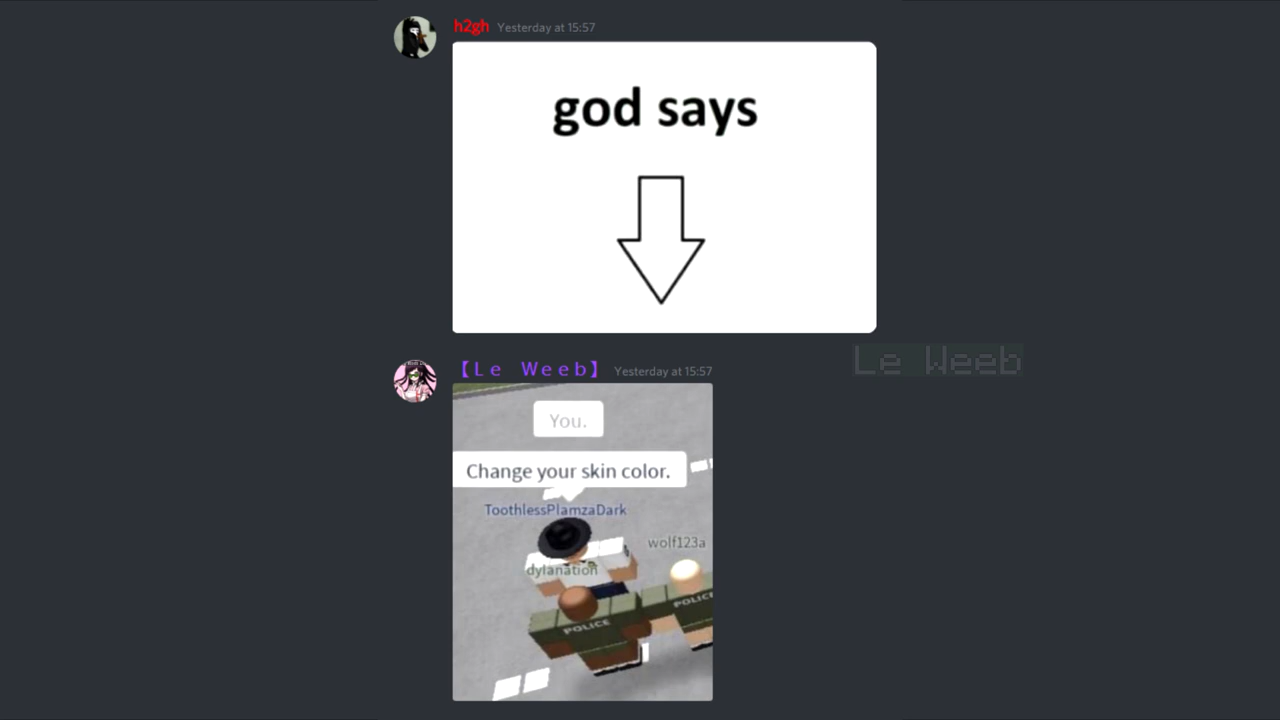 h2gh Yesterday at 15:57
god says
【Le Weeb】 Yesterday at 15:57
Le Weeb
You.
Change your skin color.
ToothlessPlamzaDark
wolf123a
dylanation
POLICE
POLICE